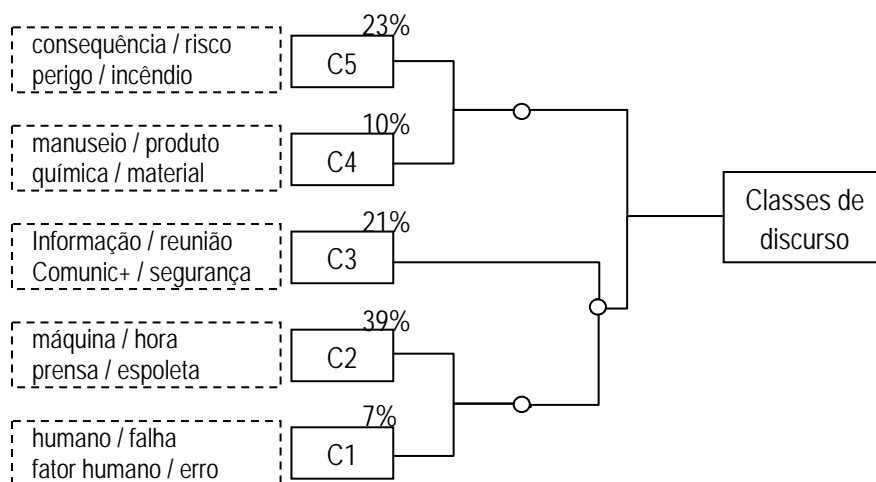 consequência / risco
perigo / incêndio
23%
C5
manuseio / produto
química / material
10%
C4
Informação / reunião
Comunic+ / segurança
21%
C3
máquina / hora
prensa / espoleta
39%
C2
humano / falha
fator humano / erro
7%
C1
Classes de
discurso